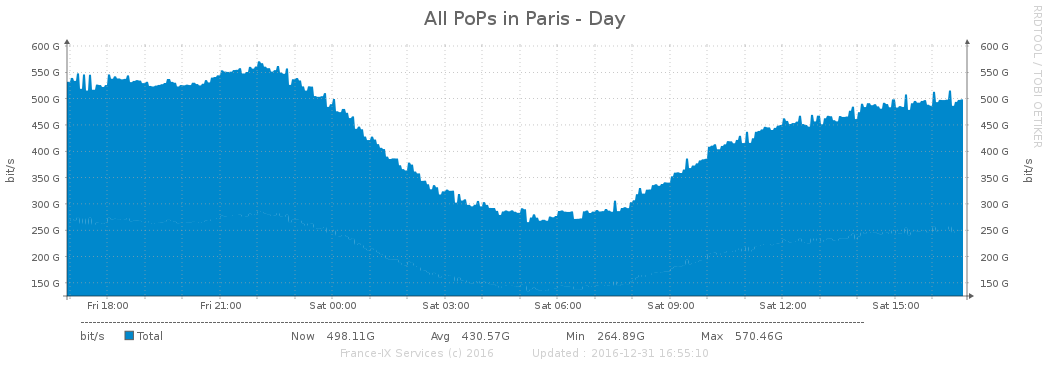 All PoPs in Paris - Day
RRDTOOL / TOBI OETIKER
600 G 600 G
550 G 550 G
500 G 500 G
450 G 450 G
400 G 400 G
350 G 350 G
300 G 300 G
250 G 250 G
200 G 200 G
150 G 150 G
bit/s bit/s
Fri 18:00 Fri 21:00 Sat 00:00 Sat 03:00 Sat 06:00 Sat 09:00 Sat 12:00 Sat 15:00
bit/s Total Now 498.11G Avg 430.57G Min 264.89G Max 570.46G
France-IX Services (c) 2016 Updated : 2016-12-31 16:55:10